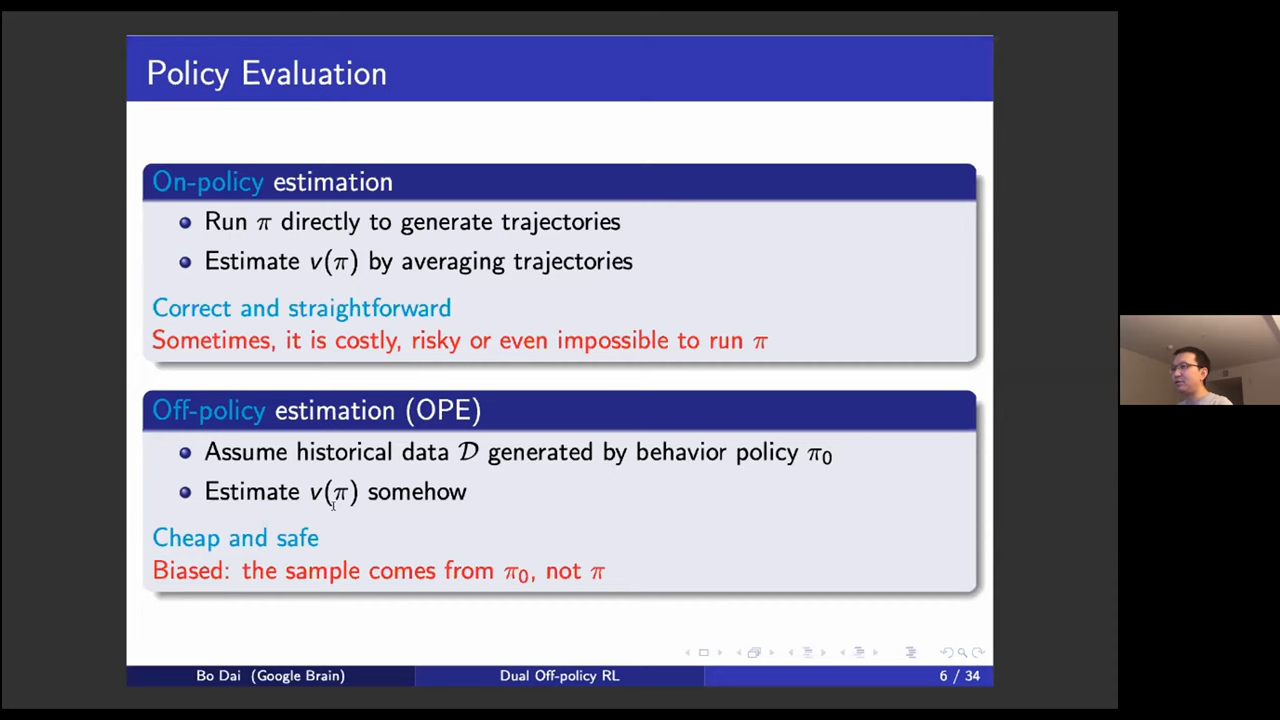 Policy Evaluation
On-policy estimation
Run π directly to generate trajectories
Estimate v(π) by averaging trajectories
Correct and straightforward
Sometimes, it is costly, risky or even impossible to run π
Off-policy estimation (OPE)
Assume historical data 𝒟 generated by behavior policy π₀
Estimate v(π) somehow
Cheap and safe
Biased: the sample comes from π₀, not π
Bo Dai (Google Brain)
Dual Off-policy RL
6 / 34